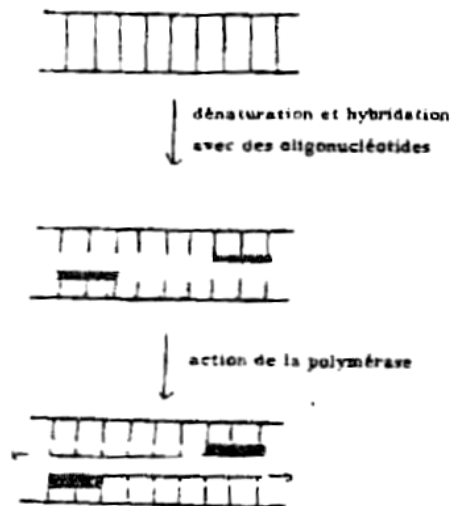 dénaturation et hybridation
avec des oligonucléotides
action de la polymérase